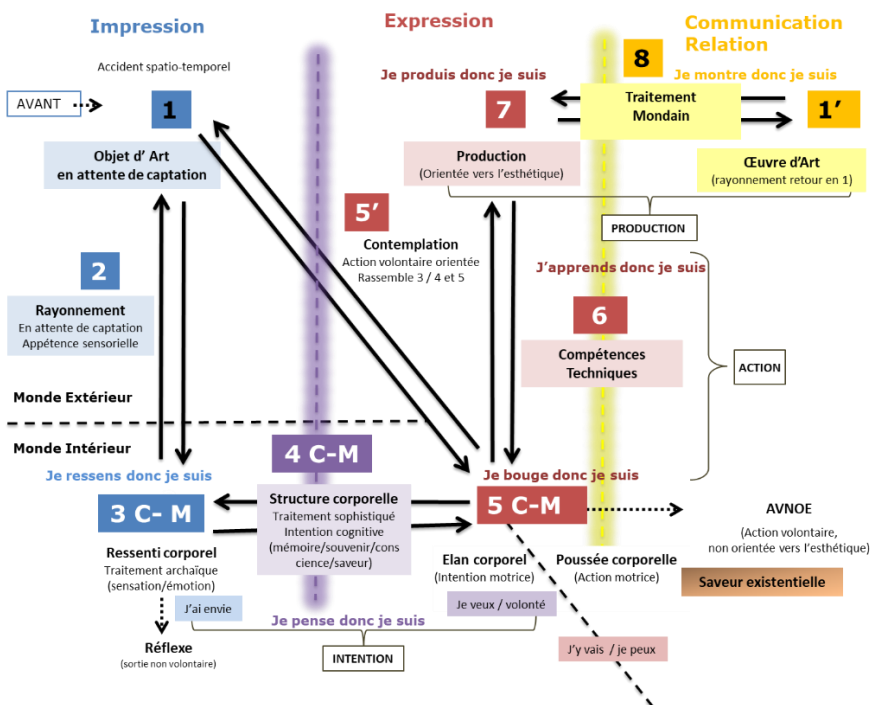 Impression
Expression
Communication
Relation
Accident spatio-temporel
Je produis donc je suis
8
Je montre donc je suis
AVANT
1
7
Traitement
Mondain
1’
Objet d’ Art
en attente de captation
Production
(Orientée vers l’esthétique)
Œuvre d’Art
(rayonnement retour en 1)
5’
PRODUCTION
Contemplation
Action volontaire orientée
Rassemble 3 / 4 et 5
2
J’apprends donc je suis
Rayonnement
En attente de captation
Appétence sensorielle
6
Compétences
Techniques
ACTION
Monde Extérieur
Monde Intérieur
4 C-M
Je ressens donc je suis
Je bouge donc je suis
3 C- M
Structure corporelle
Traitement sophistiqué
Intention cognitive
(mémoire/souvenir/cons
cience/saveur)
5 C-M
AVNOE
(Action volontaire,
non orientée vers l’esthétique)
Ressenti corporel
Traitement archaïque
(sensation/émotion)
Elan corporel
(Intention motrice)
Poussée corporelle
(Action motrice)
Saveur existentielle
J’ai envie
Je pense donc je suis
Je veux / volonté
Réflexe
(sortie non volontaire)
INTENTION
J’y vais / je peux